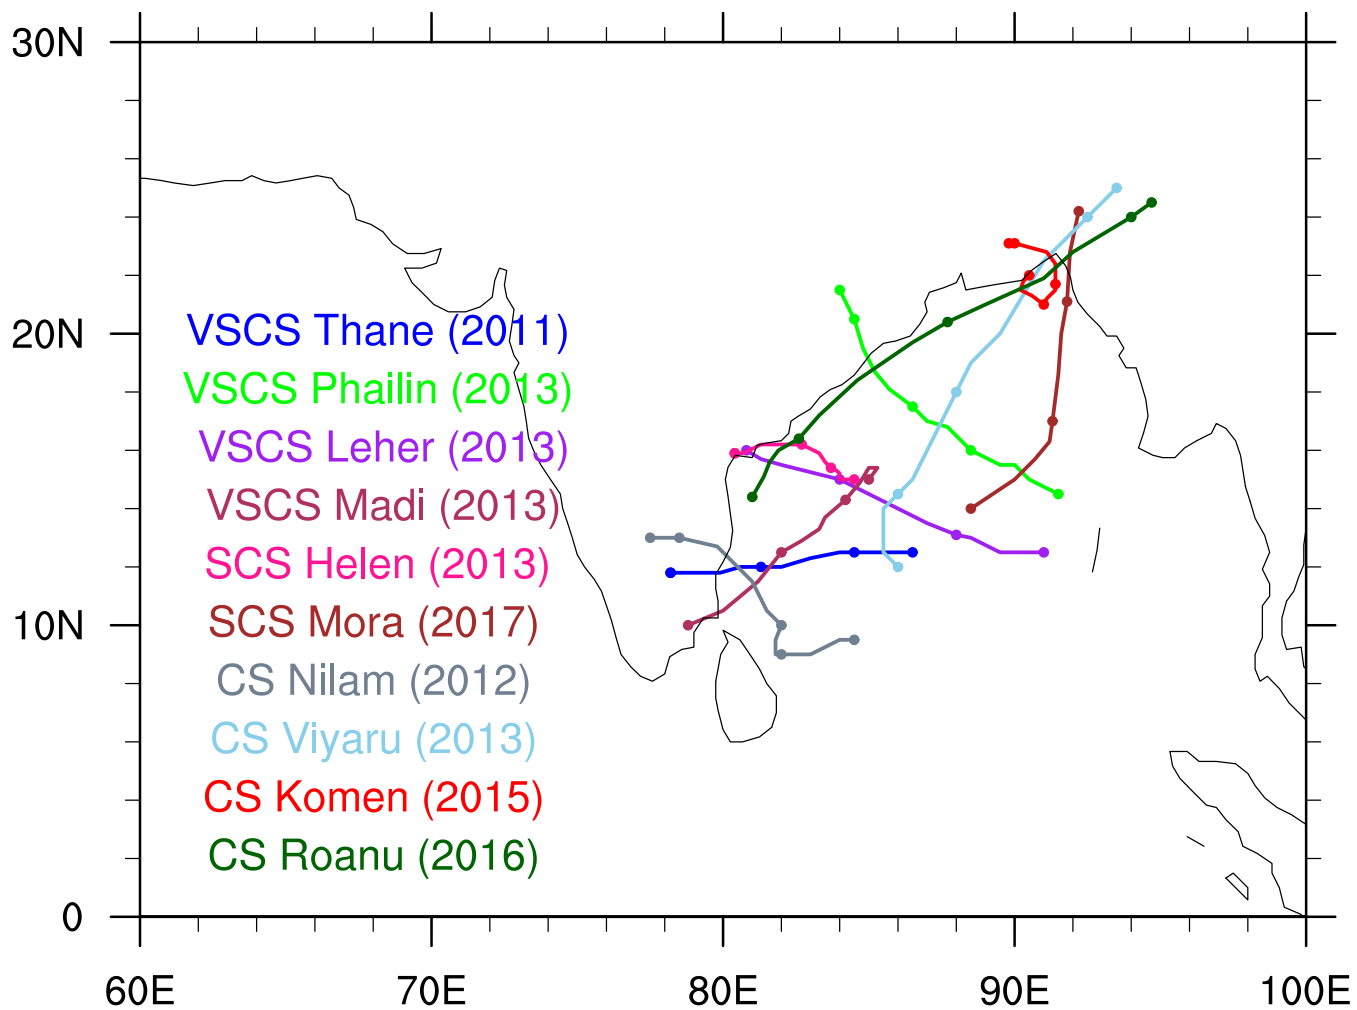 30N
20N
10N
0
60E
70E
80E
90E
100E
VSCS Thane (2011)
VSCS Phailin (2013)
VSCS Leher (2013)
VSCS Madi (2013)
SCS Helen (2013)
SCS Mora (2017)
CS Nilam (2012)
CS Viyaru (2013)
CS Komen (2015)
CS Roanu (2016)